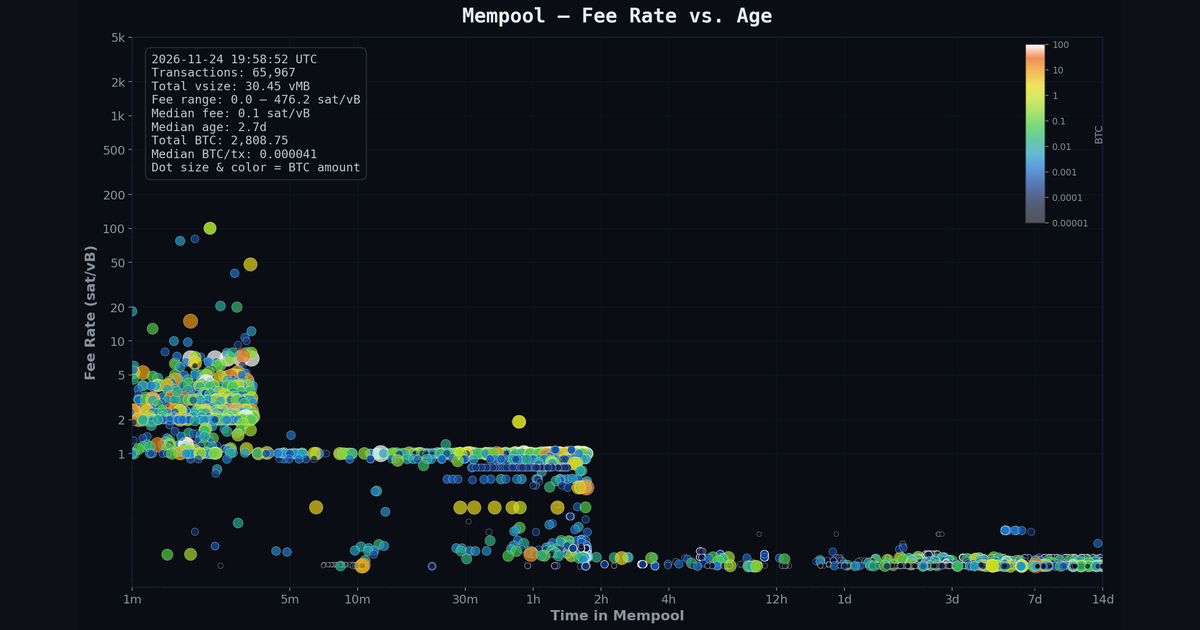 Mempool — Fee Rate vs. Age
2026-11-24 19:58:52 UTC
Transactions: 65,967
Total vsize: 30.45 vMB
Fee range: 0.0 — 476.2 sat/vB
Median fee: 0.1 sat/vB
Median age: 2.7d
Total BTC: 2,808.75
Median BTC/tx: 0.000041
Dot size & color = BTC amount
5k
2k
1k
500
200
100
50
20
10
5
2
1
Fee Rate (sat/vB)
100
10
1
0.1
0.01
0.001
0.0001
0.00001
BTC
1m 5m 10m 30m 1h 2h 4h 12h 1d 3d 7d 14d
Time in Mempool